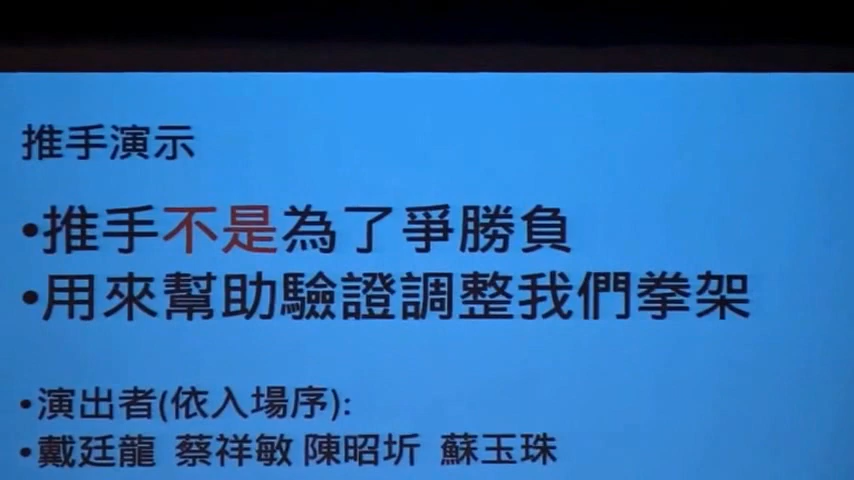 推手演示
•推手不是為了爭勝負
•用來幫助驗證調整我們拳架
•演出者(依入場序):
•戴廷龍 蔡祥敏 陳昭圻 蘇玉珠